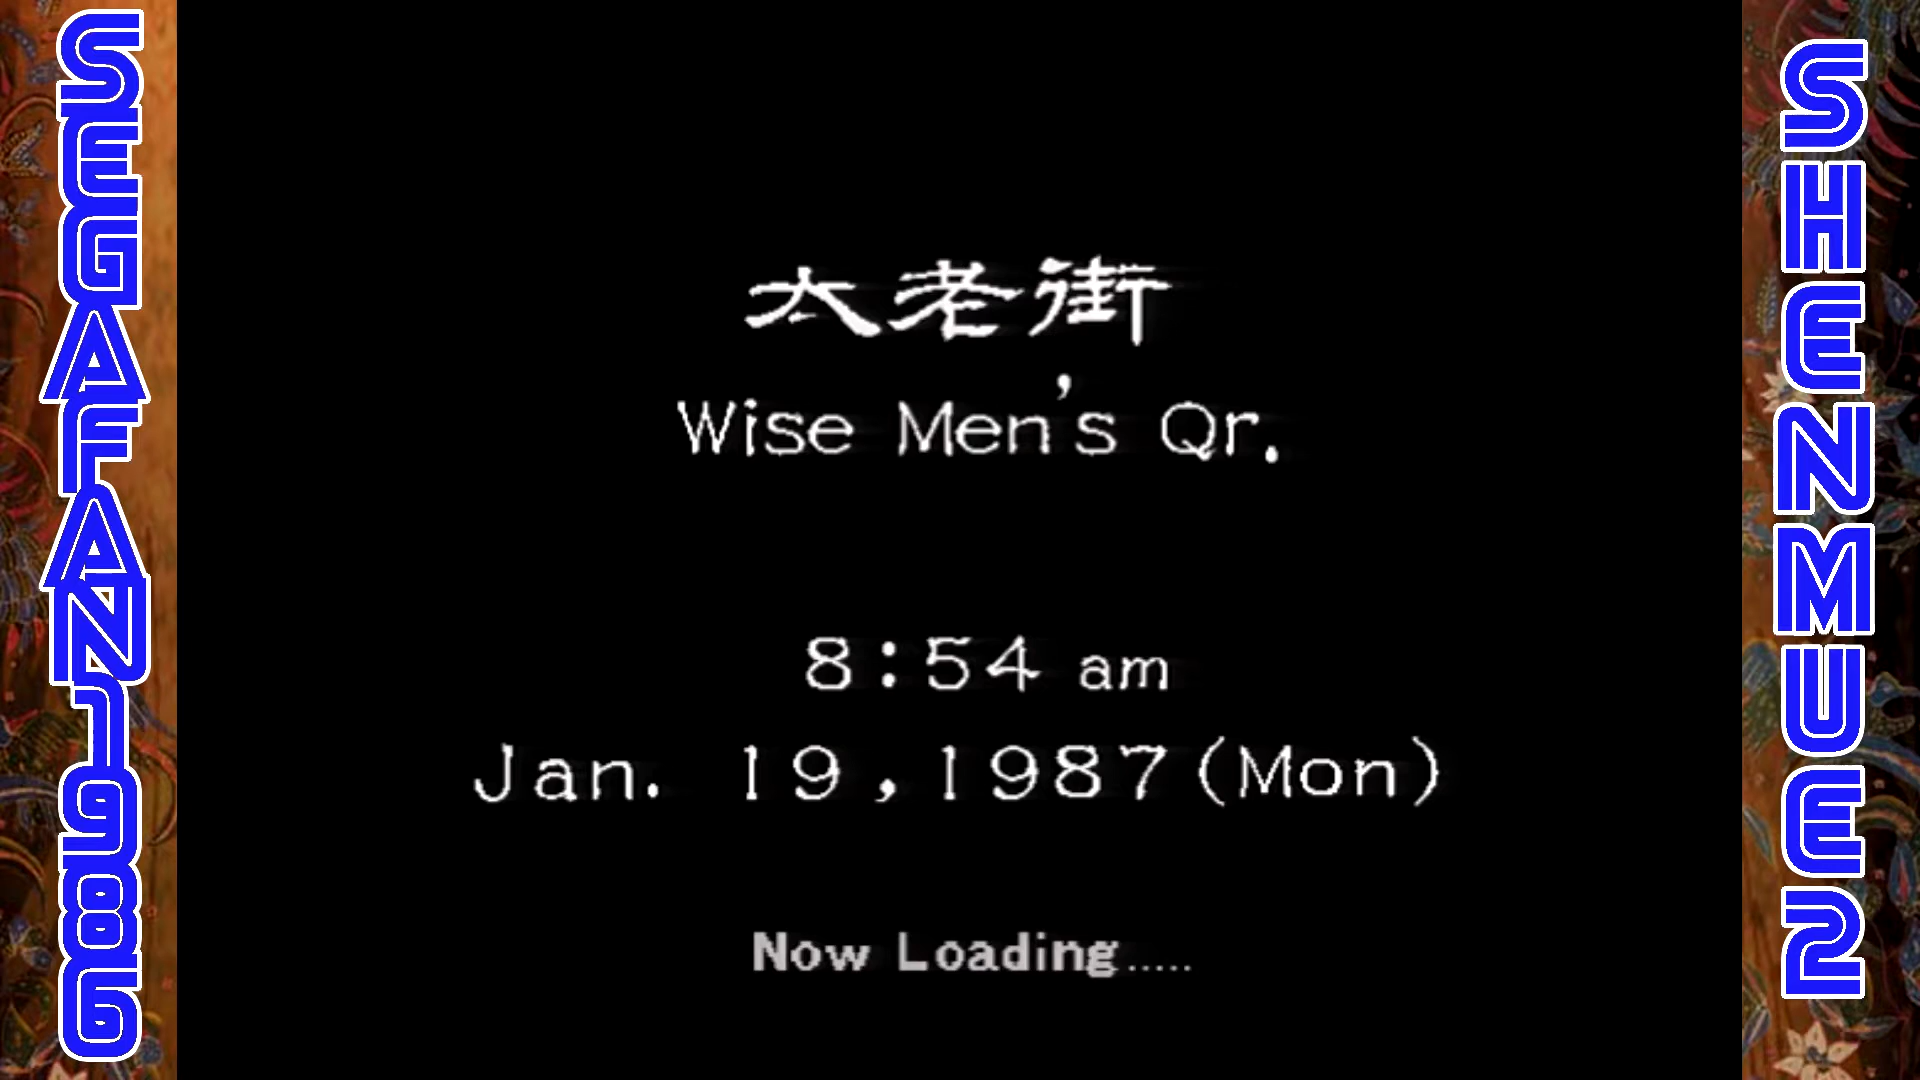 SEGAFAN1986
太老街
Wise Men's Qr.
8:54 am
Jan. 19,1987(Mon)
Now Loading.....
SHENMUE2